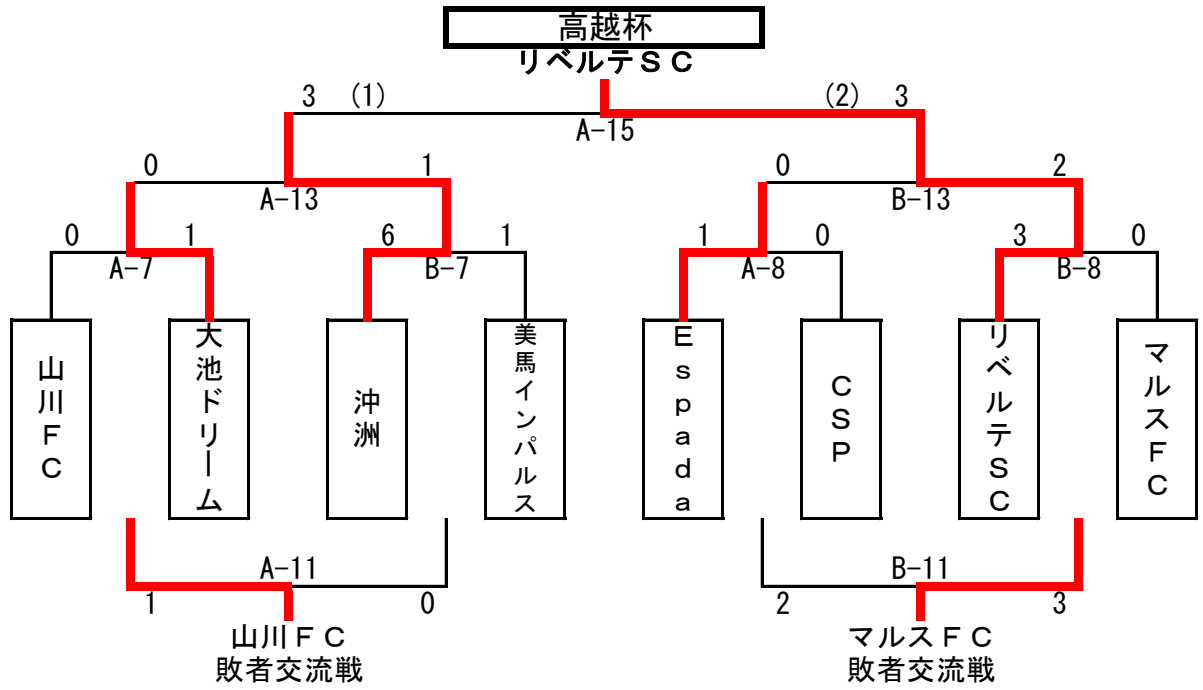 高越杯
リベルテＳＣ
3 (1) (2) 3
A-15
0 1 0 2
A-13 B-13
0 1 6 1 1 0 3 0
A-7 B-7 A-8 B-8
山川ＦＣ
大池ドリーム
沖洲
美馬インパルス
Ｅｓｐａｄａ
ＣＳＰ
リベルテＳＣ
マルスＦＣ
A-11 B-11
1 0 2 3
山川ＦＣ マルスＦＣ
敗者交流戦 敗者交流戦